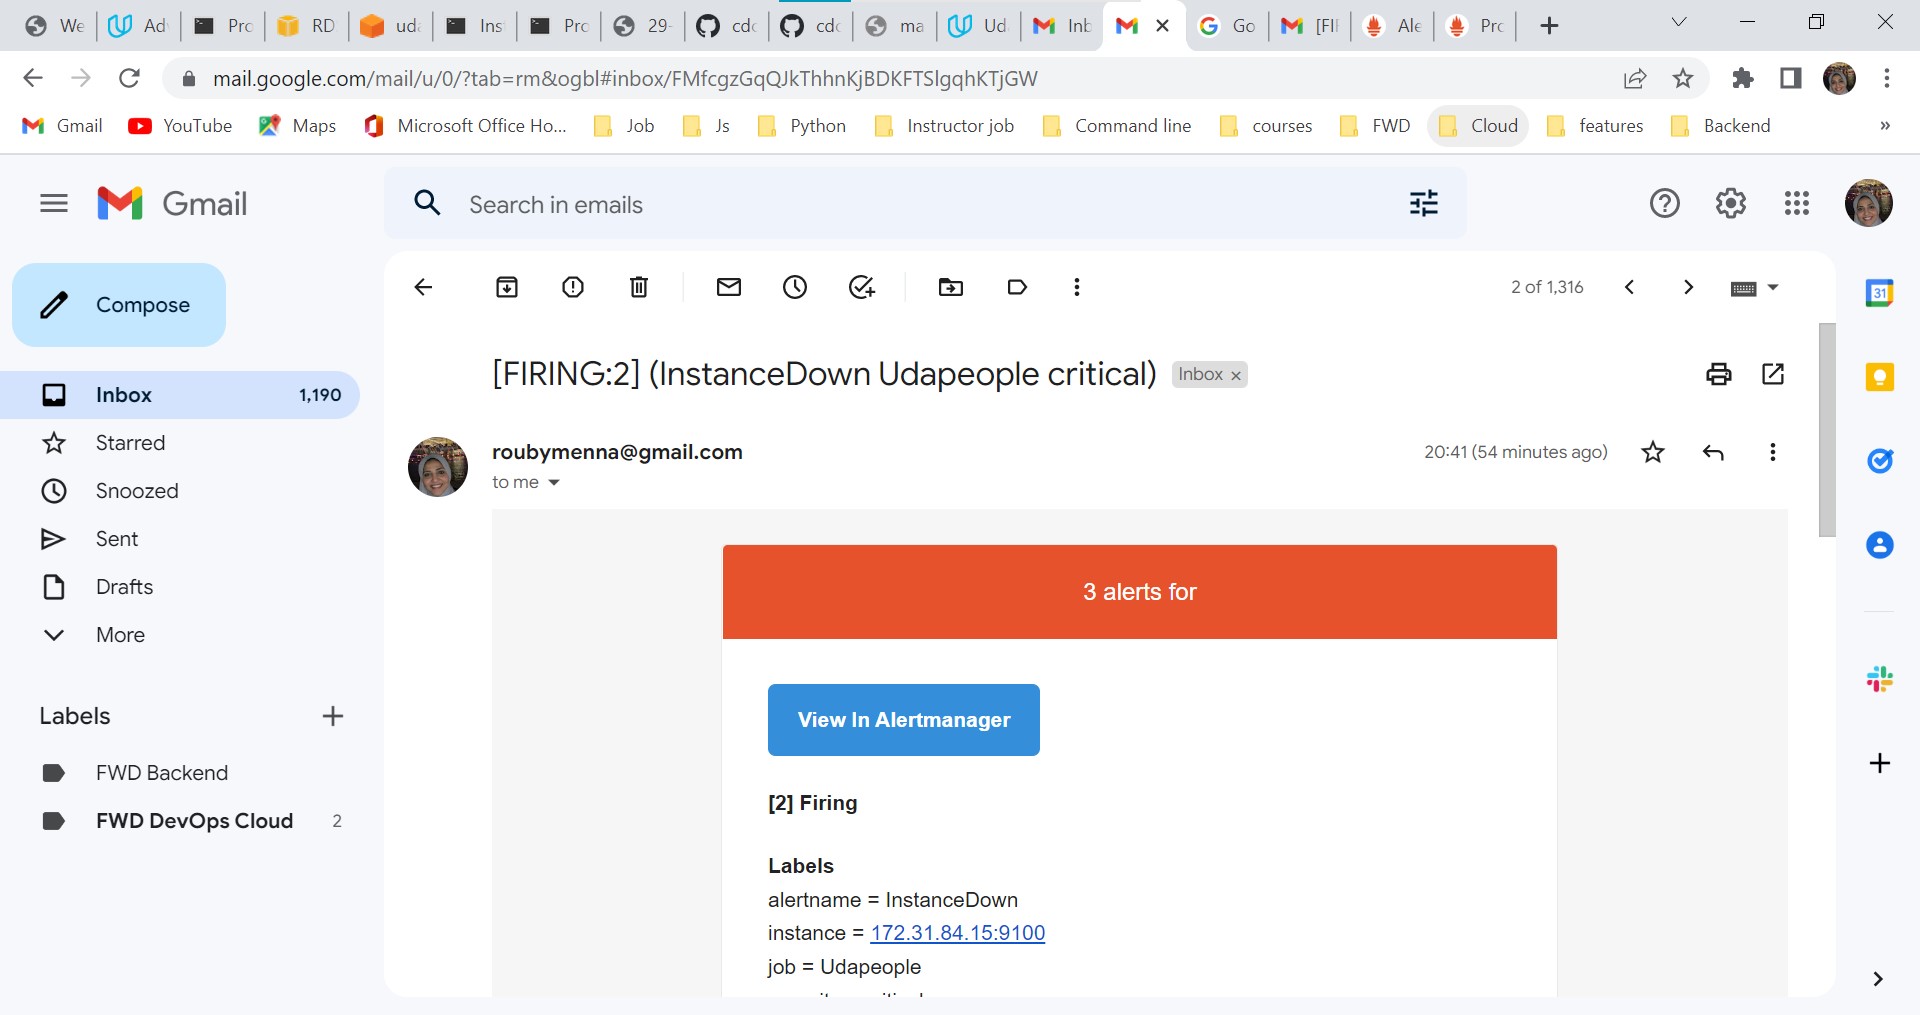 We
Ad
Pro
RD
uda
Ins
Pro
29-
cdc
cdc
ma
Ud
Inb
Go
[FI
Ale
Prc
mail.google.com/mail/u/0/?tab=rm&ogbl#inbox/FMfcgzGqQJkThhnKjBDKFTSlgqhKTjGW
Gmail YouTube Maps Microsoft Office Ho... Job Js Python Instructor job Command line courses FWD Cloud features Backend »
Gmail
Search in emails
Compose
2 of 1,316
[FIRING:2] (InstanceDown Udapeople critical) Inbox ×
Inbox 1,190
Starred
Snoozed
Sent
Drafts
More
Labels
FWD Backend
FWD DevOps Cloud 2
roubymenna@gmail.com
20:41 (54 minutes ago)
to me
3 alerts for
View In Alertmanager
[2] Firing
Labels
alertname = InstanceDown
instance = 172.31.84.15:9100
job = Udapeople
31